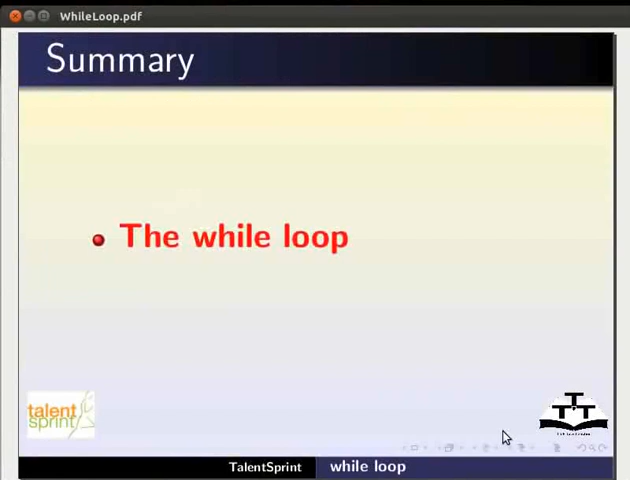 WhileLoop.pdf
Summary
The while loop
talent
sprint
TalentSprint
while loop